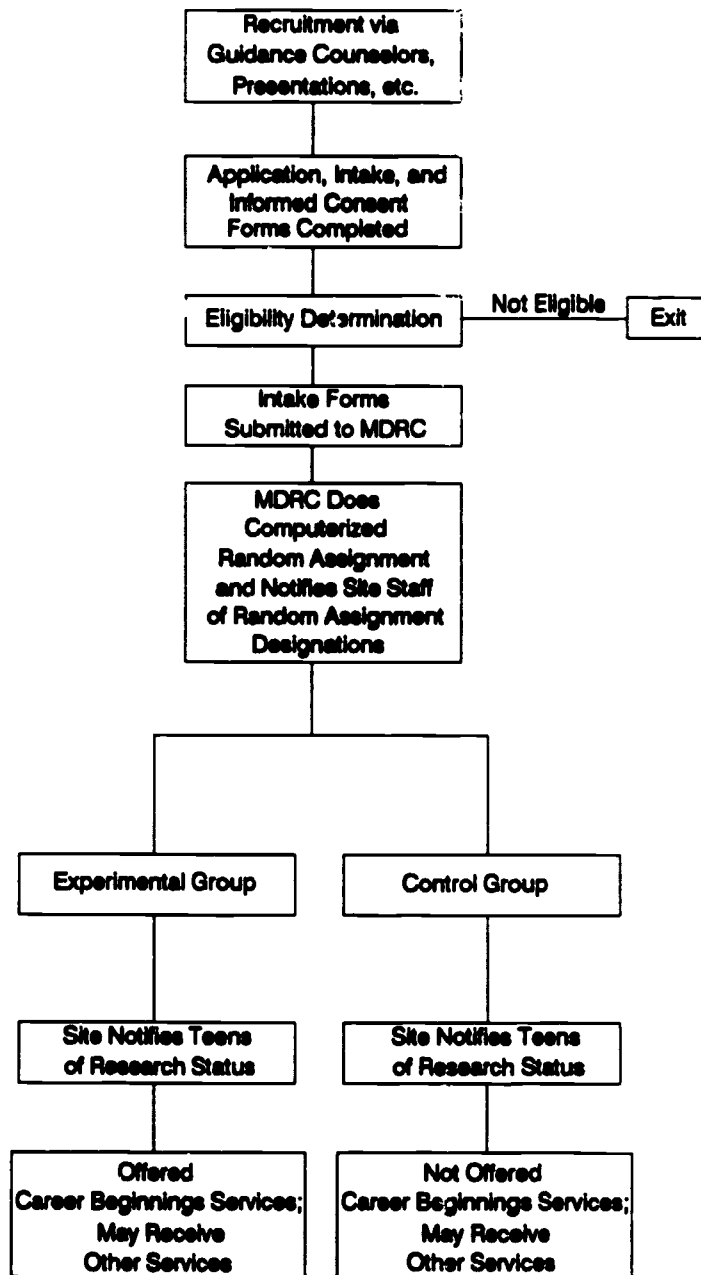 Recruitment via
Guidance Counselors,
Presentations, etc.
Application, Intake, and
Informed Consent
Forms Completed
Eligibility Determination
Not Eligible
Exit
Intake Forms
Submitted to MDRC
MDRC Does
Computerized
Random Assignment
and Notifies Site Staff
of Random Assignment
Designations
Experimental Group
Control Group
Site Notifies Teens
of Research Status
Site Notifies Teens
of Research Status
Offered
Career Beginnings Services;
May Receive
Other Services
Not Offered
Career Beginnings Services;
May Receive
Other Services